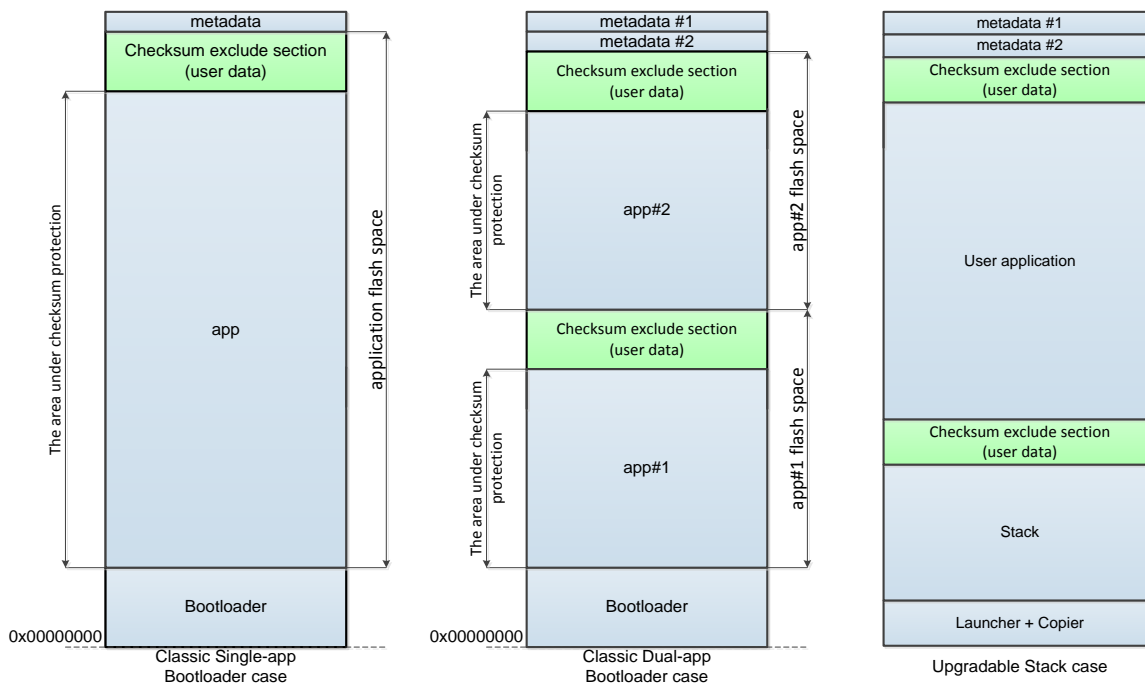 metadata
Checksum exclude section
(user data)
The area under checksum protection
app
application flash space
Bootloader
0x00000000
Classic Single-app
Bootloader case
metadata #1
metadata #2
Checksum exclude section
(user data)
The area under checksum
protection
app#2
app#2 flash space
Checksum exclude section
(user data)
The area under checksum
protection
app#1
app#1 flash space
Bootloader
0x00000000
Classic Dual-app
Bootloader case
metadata #1
metadata #2
Checksum exclude section
(user data)
User application
Checksum exclude section
(user data)
Stack
Launcher + Copier
Upgradable Stack case